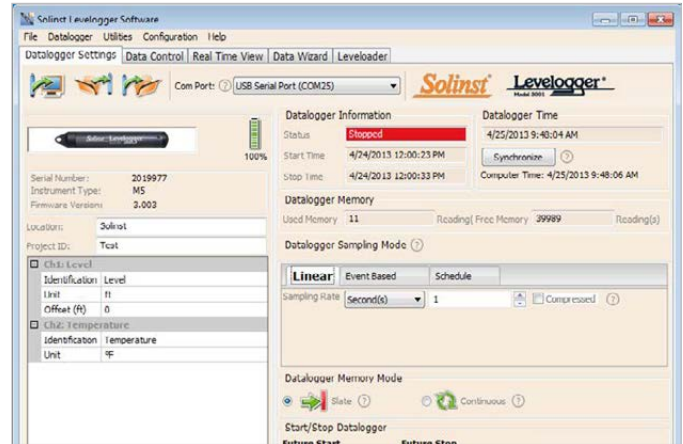 Solinst Levelogger Software
File Datalogger Utilities Configuration Help
Datalogger Settings Data Control Real Time View Data Wizard Leveloader
Com Port: USB Serial Port (COM25) Solinst Levelogger®
Model 3001
Datalogger Information
Datalogger Time
Status Stopped
4/25/2013 9:48:04 AM
Solinst Levelogger
100%
Start Time 4/24/2013 12:00:23 PM
Synchronize
Stop Time 4/24/2013 12:00:33 PM
Computer Time: 4/25/2013 9:48:06 AM
Serial Number: 2019977
Instrument Type: M5
Firmware Version: 3.003
Datalogger Memory
Used Memory 11 Reading( Free Memory 39989 Reading(s)
Location: Solinst
Project ID: Test
Datalogger Sampling Mode
Ch1: Level
Identification Level
Unit ft
Offset (ft) 0
Ch2: Temperature
Identification Temperature
Unit °F
Linear Event Based Schedule
Sampling Rate Second(s) 1 Compressed
Datalogger Memory Mode
Slate Continuous
Start/Stop Datalogger
Future Start Future Stop